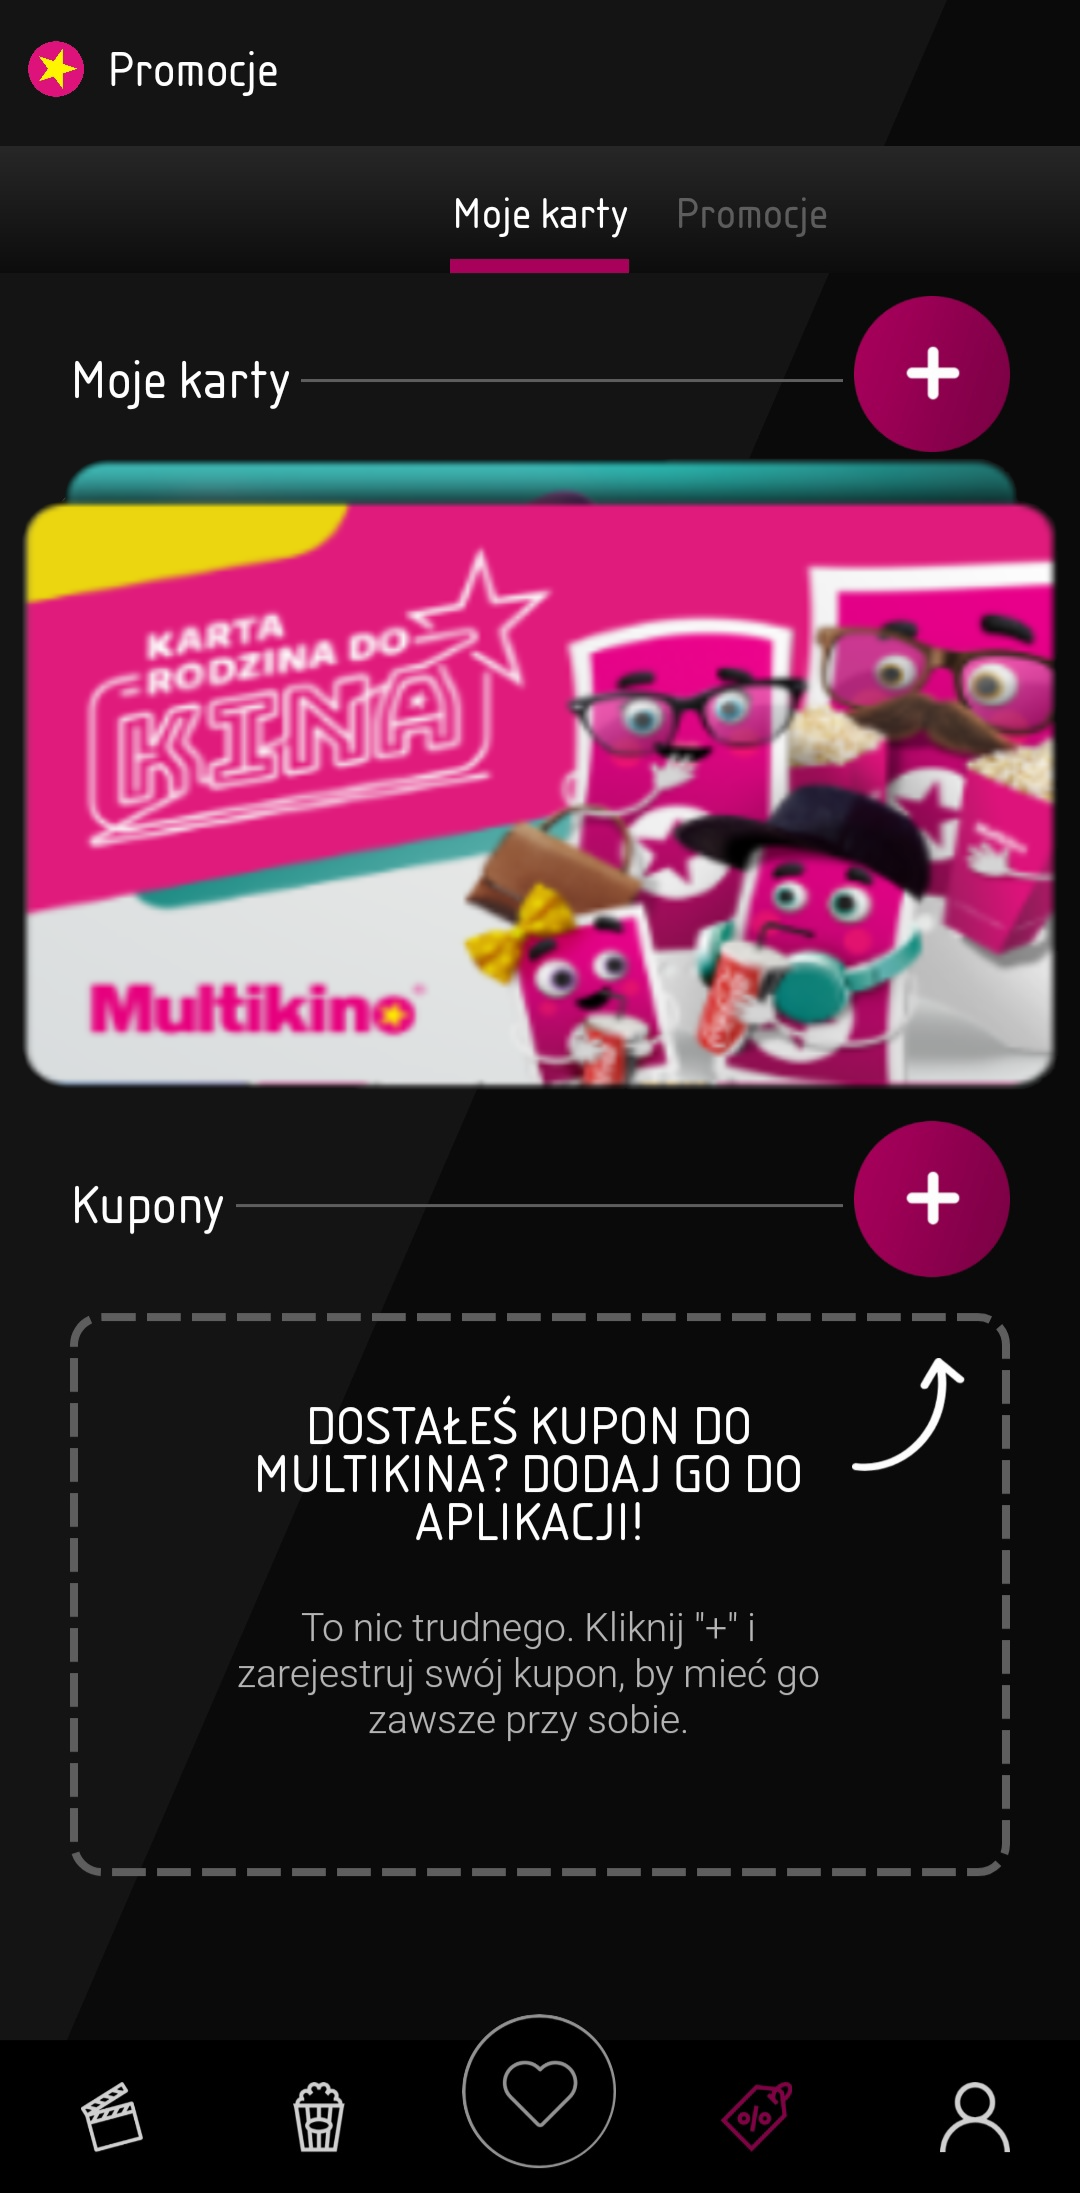 Promocje
Moje karty
Promocje
Moje karty
KARTA
RODZINA DO
KINA
Multikino
Kupony
DOSTAŁEŚ KUPON DO
MULTIKINA? DODAJ GO DO
APLIKACJI!
To nic trudnego. Kliknij "+" i
zarejestruj swój kupon, by mieć go
zawsze przy sobie.